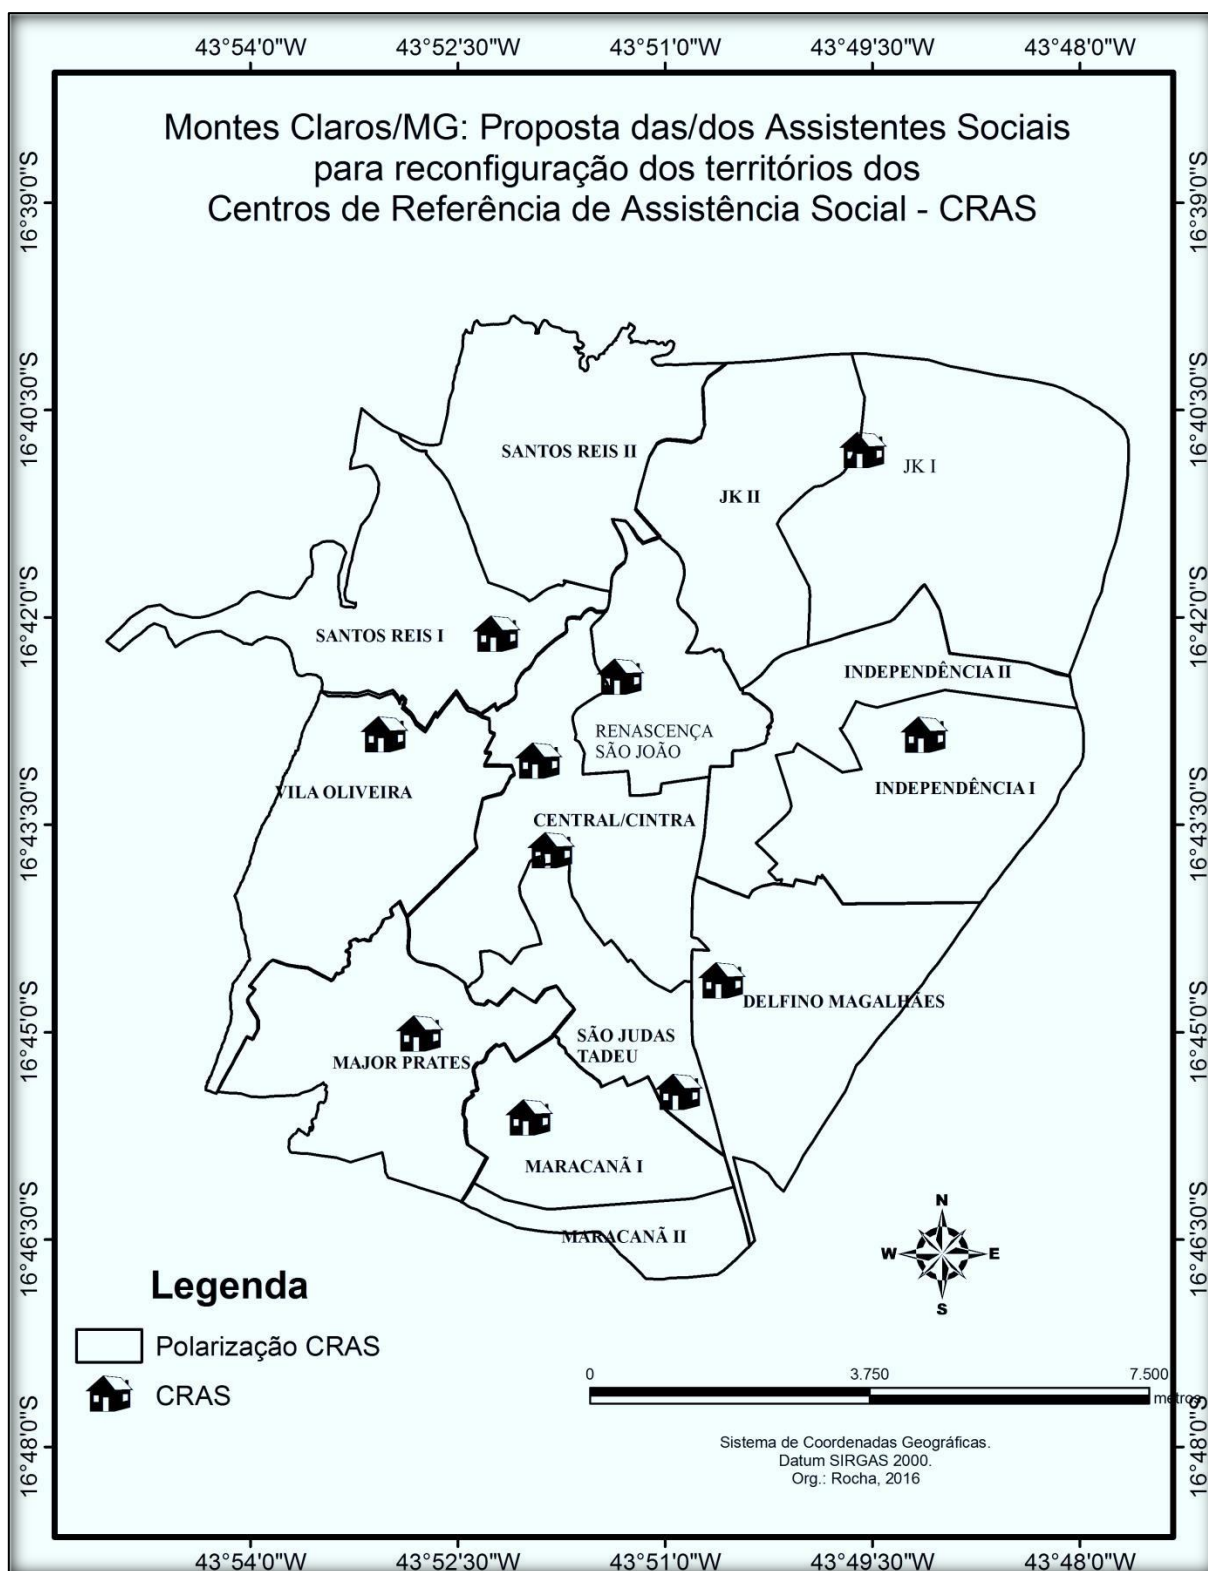 43°54'0"W 43°52'30"W 43°51'0"W 43°49'30"W 43°48'0"W
Montes Claros/MG: Proposta das/dos Assistentes Sociais
para reconfiguração dos territórios dos
Centros de Referência de Assistência Social - CRAS
16°39'0"S 16°39'0"S
16°40'30"S 16°40'30"S
SANTOS REIS II
JK I
JK II
16°42'0"S 16°42'0"S
SANTOS REIS I
INDEPENDÊNCIA II
RENASCENÇA
SÃO JOÃO
VILA OLIVEIRA
INDEPENDÊNCIA I
16°43'30"S 16°43'30"S
CENTRAL/CINTRA
DELFINO MAGALHÃES
16°45'0"S 16°45'0"S
SÃO JUDAS
TADEU
MAJOR PRATES
MARACANÃ I
MARACANÃ II
16°46'30"S 16°46'30"S
N
W E
S
Legenda
Polarização CRAS
CRAS
0 3.750 7.500
metros
16°48'0"S 16°48'0"S
Sistema de Coordenadas Geográficas.
Datum SIRGAS 2000.
Org.: Rocha, 2016
43°54'0"W 43°52'30"W 43°51'0"W 43°49'30"W 43°48'0"W